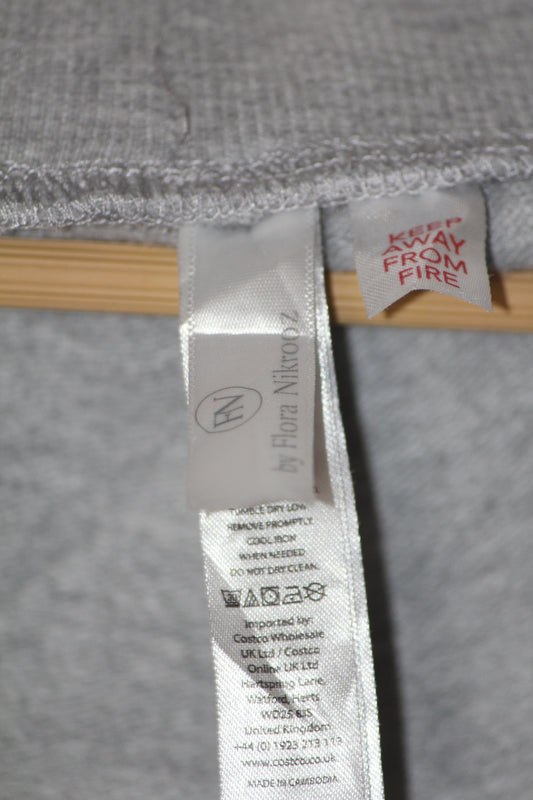 KEEP
AWAY
FROM
FIRE
FN
by Flora Nikrooz
TUMBLE DRY LOW
REMOVE PROMPTLY
COOL IRON
WHEN NEEDED
DO NOT DRY CLEAN
Imported by:
Costco Wholesale
UK Ltd / Costco
Online UK Ltd
Hartspring Lane,
Watford, Herts
WD25 8JS
United Kingdom
+44 (0) 1923 213 113
www.costco.co.uk
MADE IN CAMBODIA